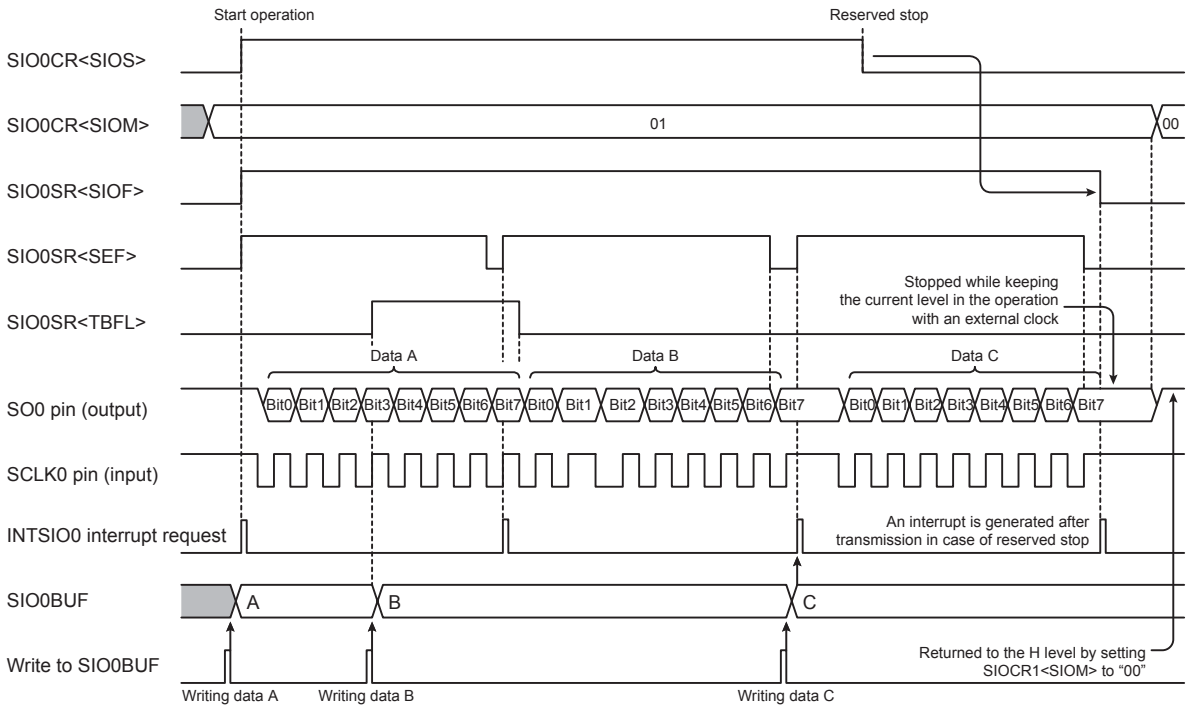 Start operation
Reserved stop
SIO0CR<SIOS>
SIO0CR<SIOM>
01
00
SIO0SR<SIOF>
SIO0SR<SEF>
Stopped while keeping
the current level in the operation
with an external clock
SIO0SR<TBFL>
Data A
Data B
Data C
SO0 pin (output)
Bit0 Bit1 Bit2 Bit3 Bit4 Bit5 Bit6 Bit7 Bit0 Bit1 Bit2 Bit3 Bit4 Bit5 Bit6 Bit7 Bit0 Bit1 Bit2 Bit3 Bit4 Bit5 Bit6 Bit7
SCLK0 pin (input)
INTSIO0 interrupt request
An interrupt is generated after
transmission in case of reserved stop
SIO0BUF
A
B
C
Write to SIO0BUF
Returned to the H level by setting
SIOCR1<SIOM> to “00”
Writing data A
Writing data B
Writing data C